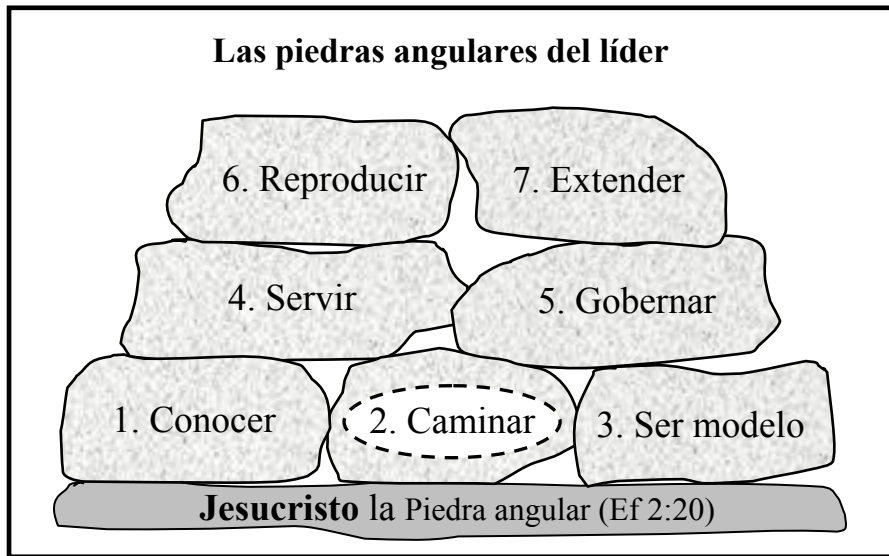 Las piedras angulares del líder
6. Reproducir
7. Extender
4. Servir
5. Gobernar
1. Conocer
2. Caminar
3. Ser modelo
Jesucristo la Piedra angular (Ef 2:20)